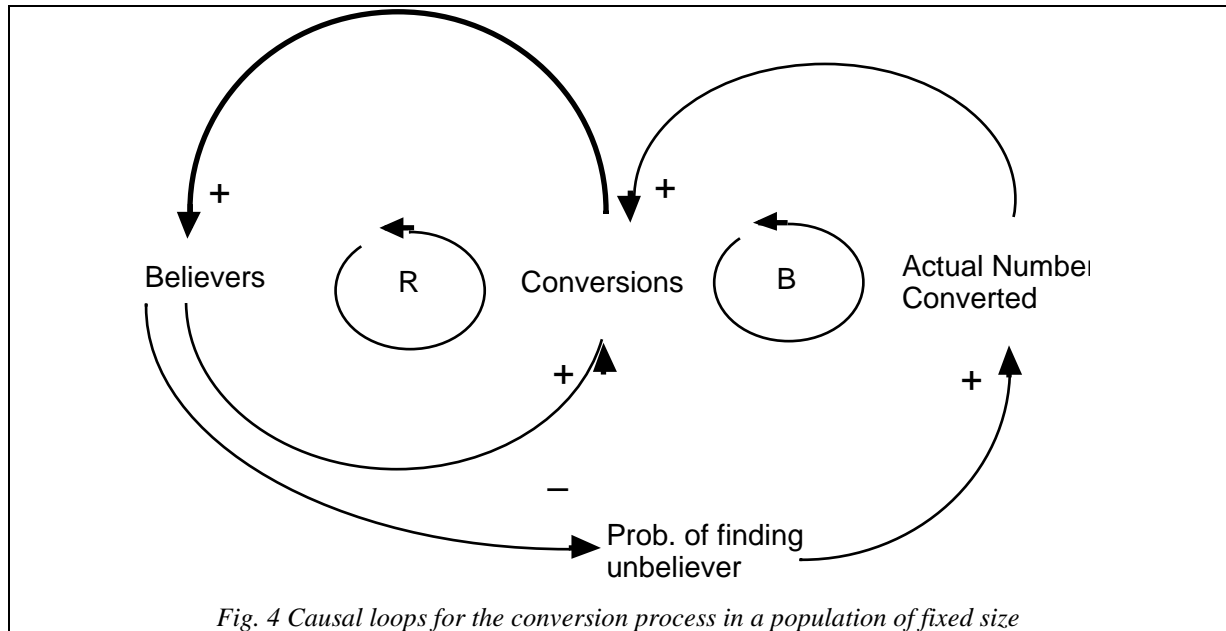 +
+
Believers
R
Conversions
B
Actual Number
Converted
+
+
–
Prob. of finding
unbeliever
Fig. 4 Causal loops for the conversion process in a population of fixed size